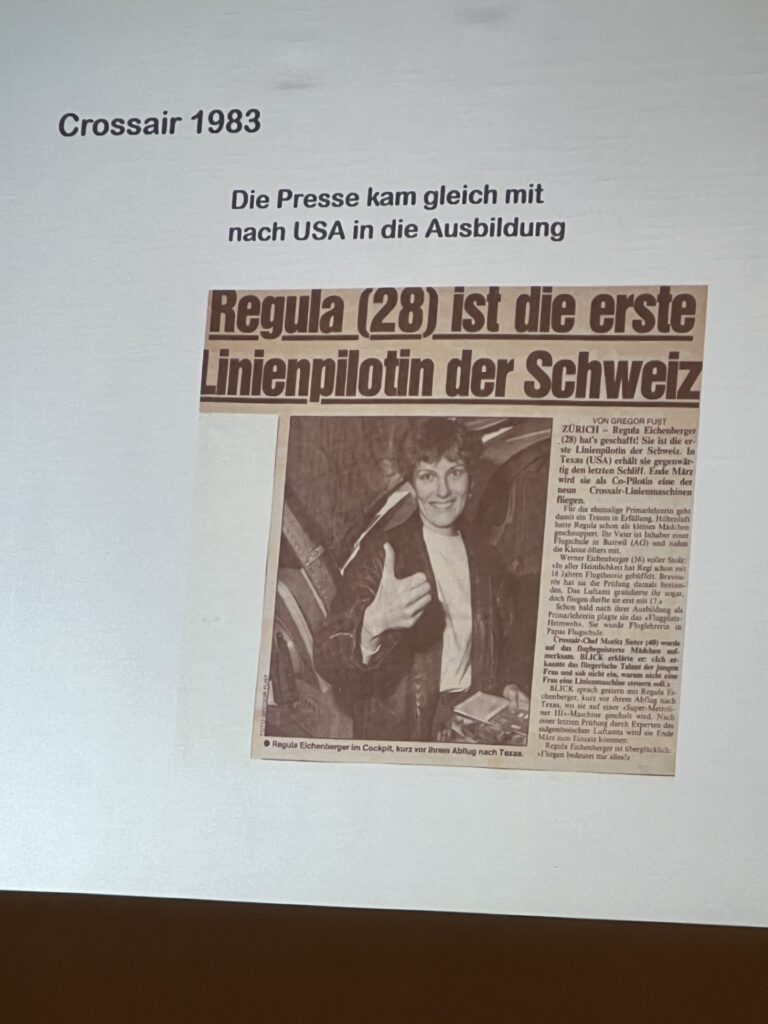 Crossair 1983
Die Presse kam gleich mit
nach USA in die Ausbildung
Regula (28) ist die erste
Linienpilotin der Schweiz
VON GREGOR FUST
ZÜRICH – Regula Eichenberger
(28) hat's geschafft! Sie ist die er-
ste Linienpilotin der Schweiz. In
Texas (USA) erhält sie gegenwär-
tig den letzten Schliff. Ende März
wird sie als Co-Pilotin eine der
neun Crossair-Linienmaschinen
fliegen.
Für die ehemalige Primarlehrerin geht
damit ein Traum in Erfüllung. Höhenluft
hatte Regula schon als kleines Mädchen
geschnuppert: Ihr Vater ist Inhaber einer
Flugschule in Buttwil (AG) und nahm
die Kleine öfters mit.
Werner Eichenberger (56) voller Stolz:
«In aller Heimlichkeit hat Regi schon mit
16 Jahren Flugtheorie gebüffelt. Bravou-
rös hat sie die Prüfung damals bestan-
den. Das Luftamt gratulierte ihr sogar,
doch fliegen durfte sie erst mit 17.»
Schon bald nach ihrer Ausbildung als
Primarlehrerin plagte sie das «Flugplatz-
Heimweh». Sie wurde Fluglehrerin in
Papas Flugschule.
Crossair-Chef Moritz Suter (40) wurde
auf das flugbegeisterte Mädchen auf-
merksam. BLICK erklärte er: «Ich er-
kannte das fliegerische Talent der jungen
Frau und sah nicht ein, warum nicht eine
Frau eine Linienmaschine steuern soll.»
BLICK sprach gestern mit Regula Ei-
chenberger, kurz vor ihrem Abflug nach
Texas, wo sie auf einer «Super-Metroli-
ner III»-Maschine geschult wird. Nach
einer letzten Prüfung durch Experten des
eidgenössischen Luftamts wird sie Ende
März zum Einsatz kommen.
Regula Eichenberger ist überglücklich:
«Fliegen bedeutet mir alles!»
FOTO: GREGOR FUST
● Regula Eichenberger im Cockpit, kurz vor ihrem Abflug nach Texas.